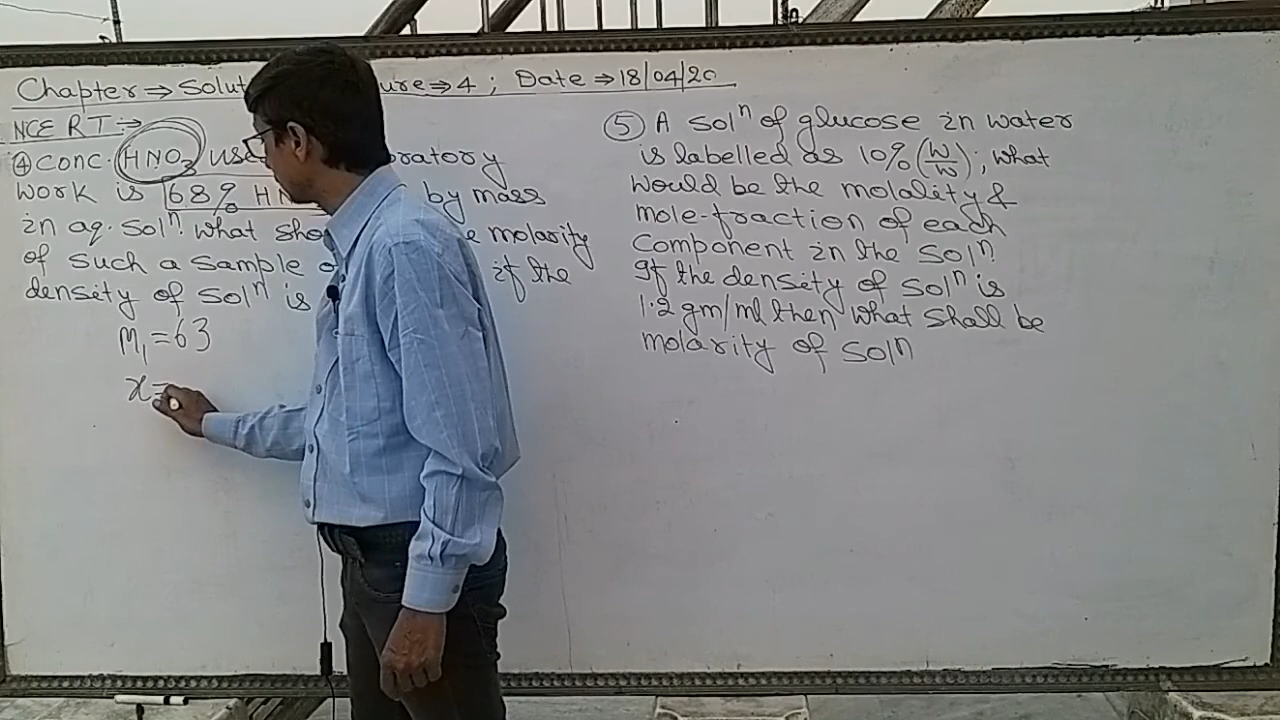 Chapter ⇒ Solut ure ⇒ 4 ; Date ⇒ 18/04/20
NCERT:→
④ Conc. HNO3 use oratory
work is 68% HN by mass
in aq. solⁿ. what sho e molarity
of such a sample o if the
density of solⁿ is
M₁ = 63
x =
⑤ A solⁿ of glucose in water
is labelled as 10% (W/W); what
would be the molality &
mole-fraction of each
component in the solⁿ
If the density of solⁿ is
1.2 gm/ml then what shall be
molarity of solⁿ